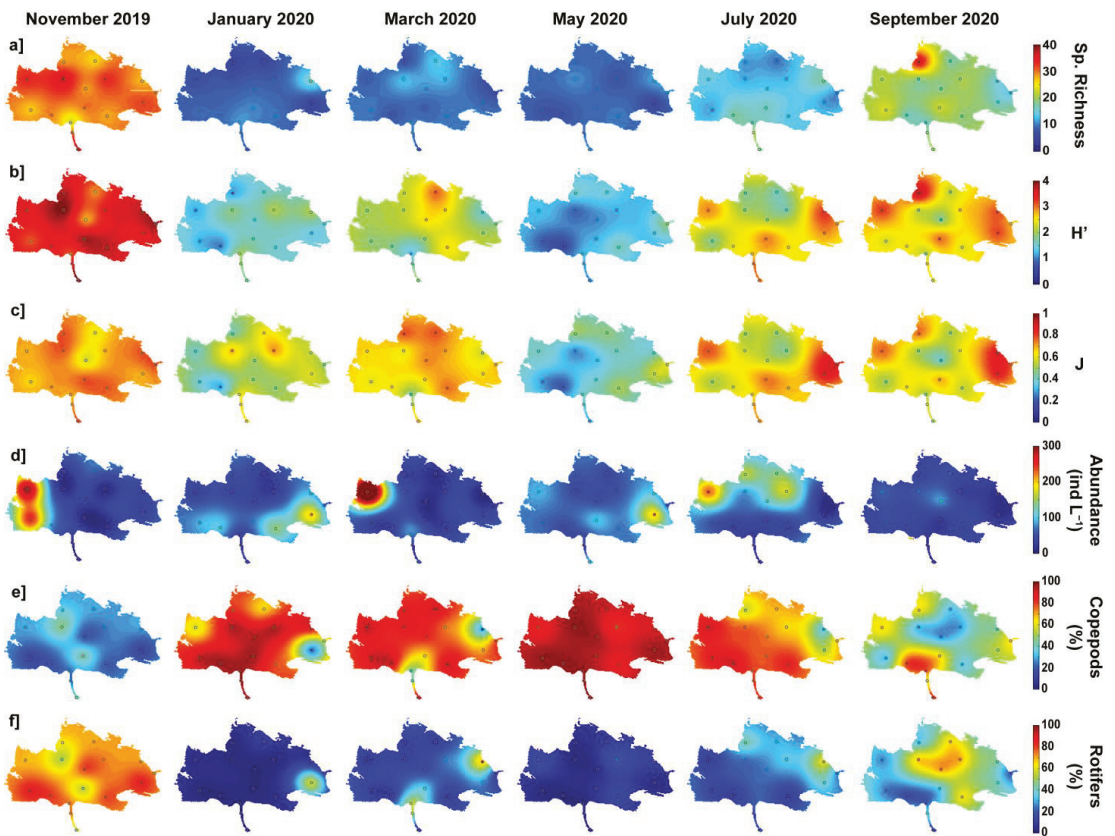 November 2019 January 2020 March 2020 May 2020 July 2020 September 2020
a]
40
30
20
10
0
Sp. Richness
b]
4
3
2
1
0
H'
c]
1
0.8
0.6
0.4
0.2
0
J
d]
300
200
100
0
Abundance
(ind L⁻¹)
e]
100
80
60
40
20
0
Copepods
(%)
f]
100
80
60
40
20
0
Rotifers
(%)